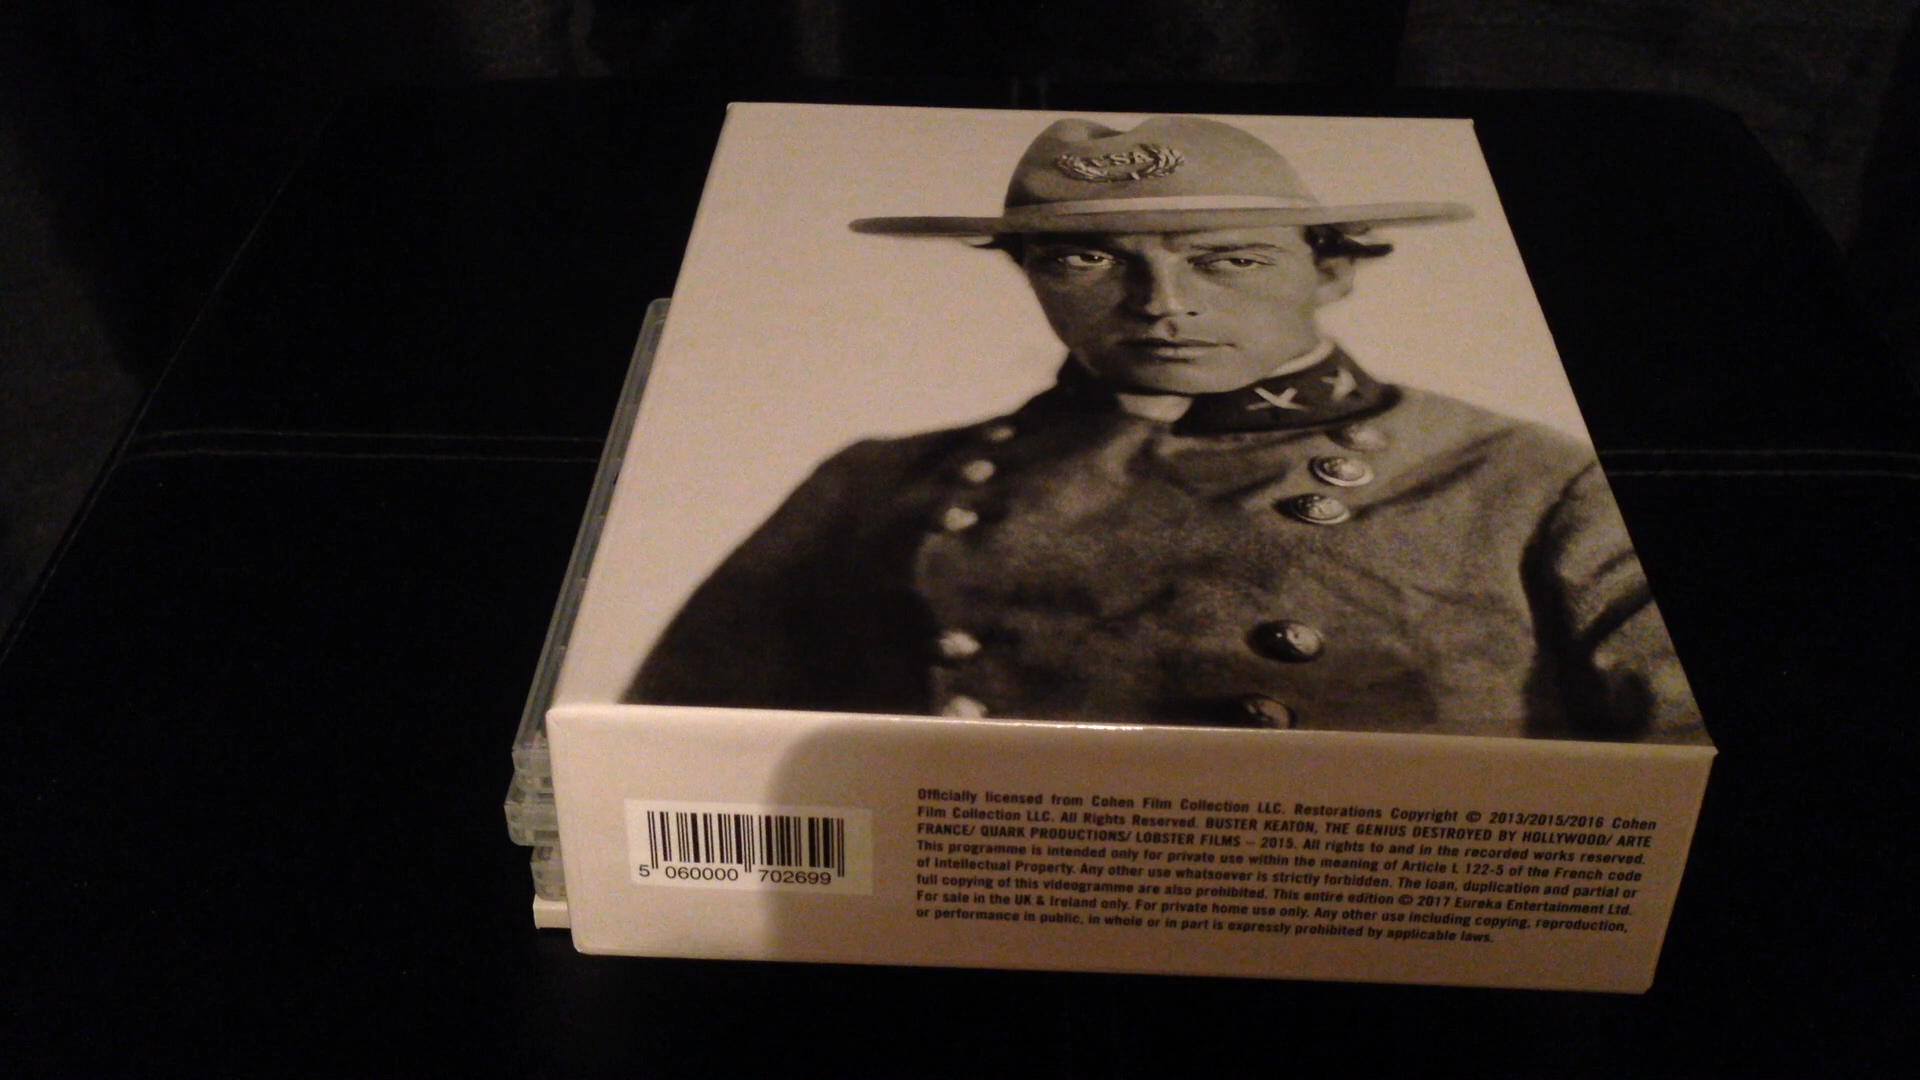 CSA
5 060000 702699
Officially licensed from Cohen Film Collection LLC. Restorations Copyright © 2013/2015/2016 Cohen
Film Collection LLC. All Rights Reserved. BUSTER KEATON, THE GENIUS DESTROYED BY HOLLYWOOD/ ARTE
FRANCE/ QUARK PRODUCTIONS/ LOBSTER FILMS – 2015. All rights to and in the recorded works reserved.
This programme is intended only for private use within the meaning of Article L 122-5 of the French code
of Intellectual Property. Any other use whatsoever is strictly forbidden. The loan, duplication and partial or
full copying of this videogramme are also prohibited. This entire edition © 2017 Eureka Entertainment Ltd.
For sale in the UK & Ireland only. For private home use only. Any other use including copying, reproduction,
or performance in public, in whole or in part is expressly prohibited by applicable laws.